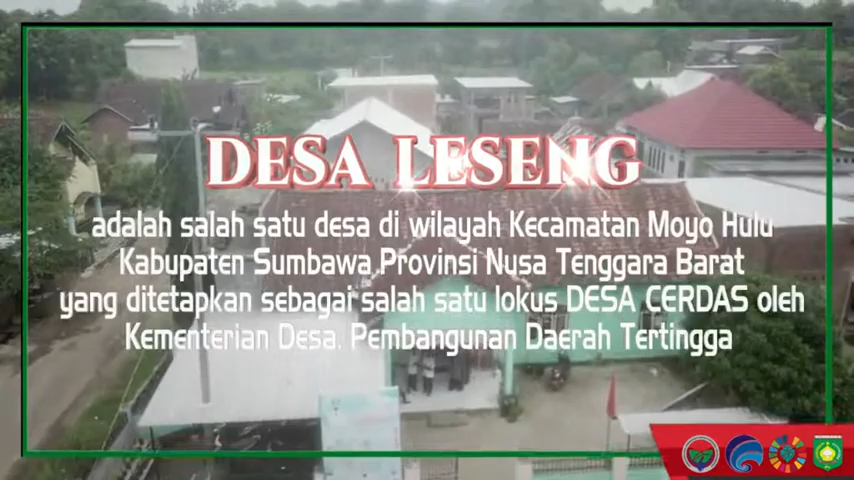 DESA LESENG
adalah salah satu desa di wilayah Kecamatan Moyo Hulu
Kabupaten Sumbawa Provinsi Nusa Tenggara Barat
yang ditetapkan sebagai salah satu lokus DESA CERDAS oleh
Kementerian Desa, Pembangunan Daerah Tertingga